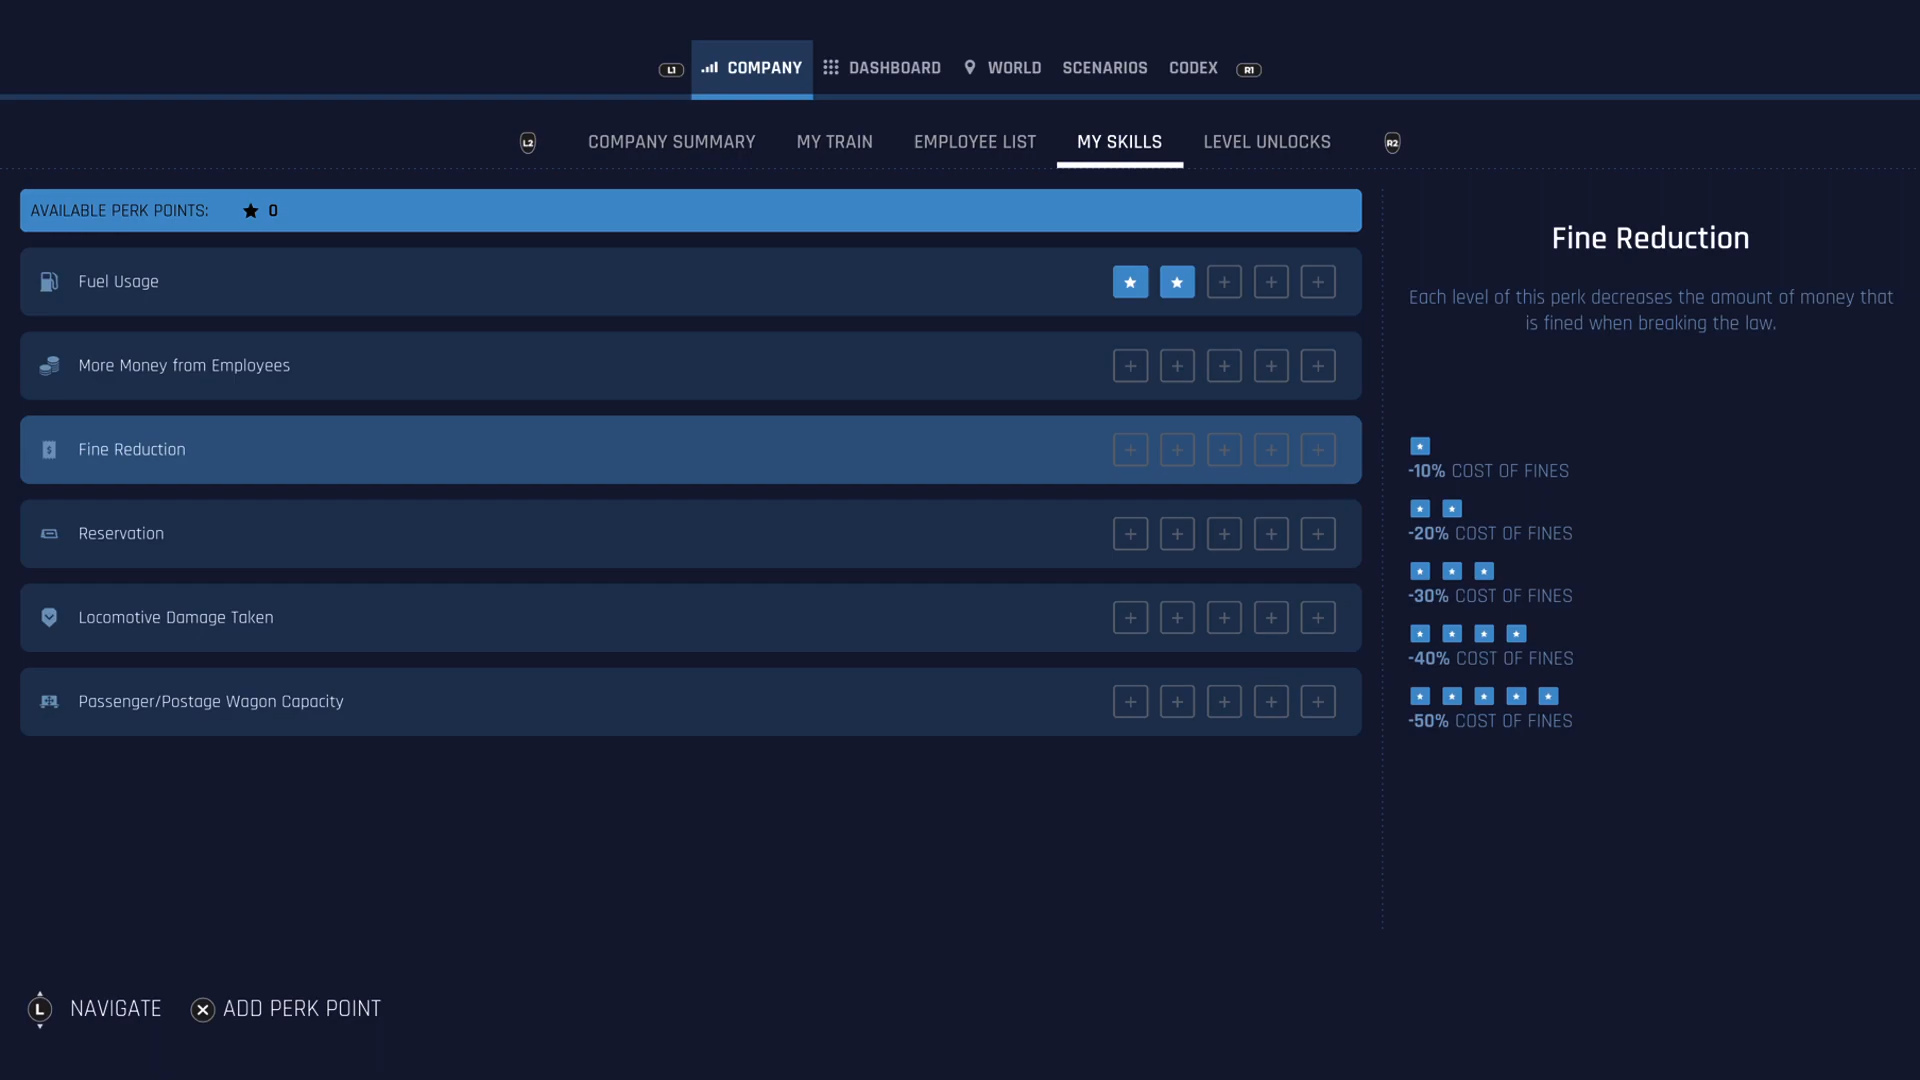 L1 COMPANY DASHBOARD WORLD SCENARIOS CODEX R1
L2 COMPANY SUMMARY MY TRAIN EMPLOYEE LIST MY SKILLS LEVEL UNLOCKS R2
AVAILABLE PERK POINTS: 0
Fuel Usage
More Money from Employees
Fine Reduction
Reservation
Locomotive Damage Taken
Passenger/Postage Wagon Capacity
Fine Reduction
Each level of this perk decreases the amount of money that
is fined when breaking the law.
-10% COST OF FINES
-20% COST OF FINES
-30% COST OF FINES
-40% COST OF FINES
-50% COST OF FINES
L NAVIGATE ADD PERK POINT